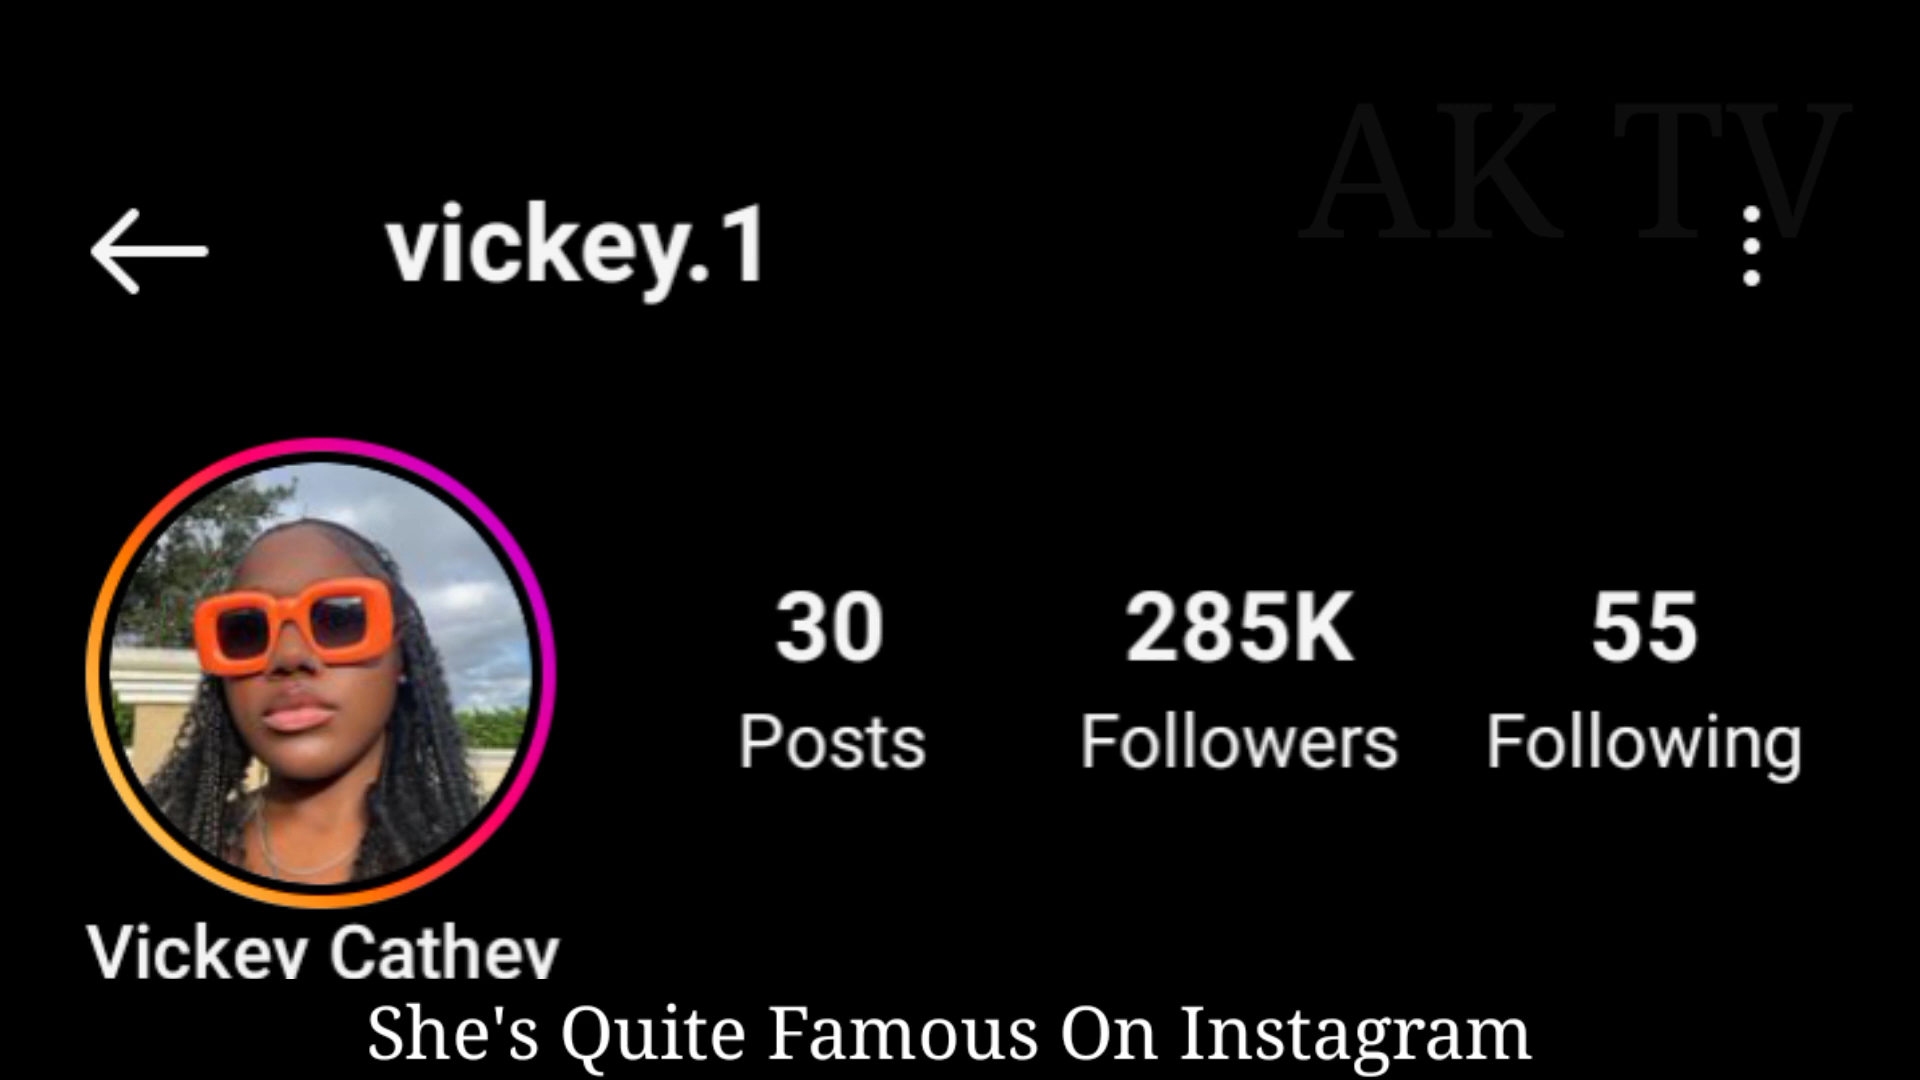 AK TV
vickey.1
30 285K 55
Posts Followers Following
Vickey Cathey
She's Quite Famous On Instagram